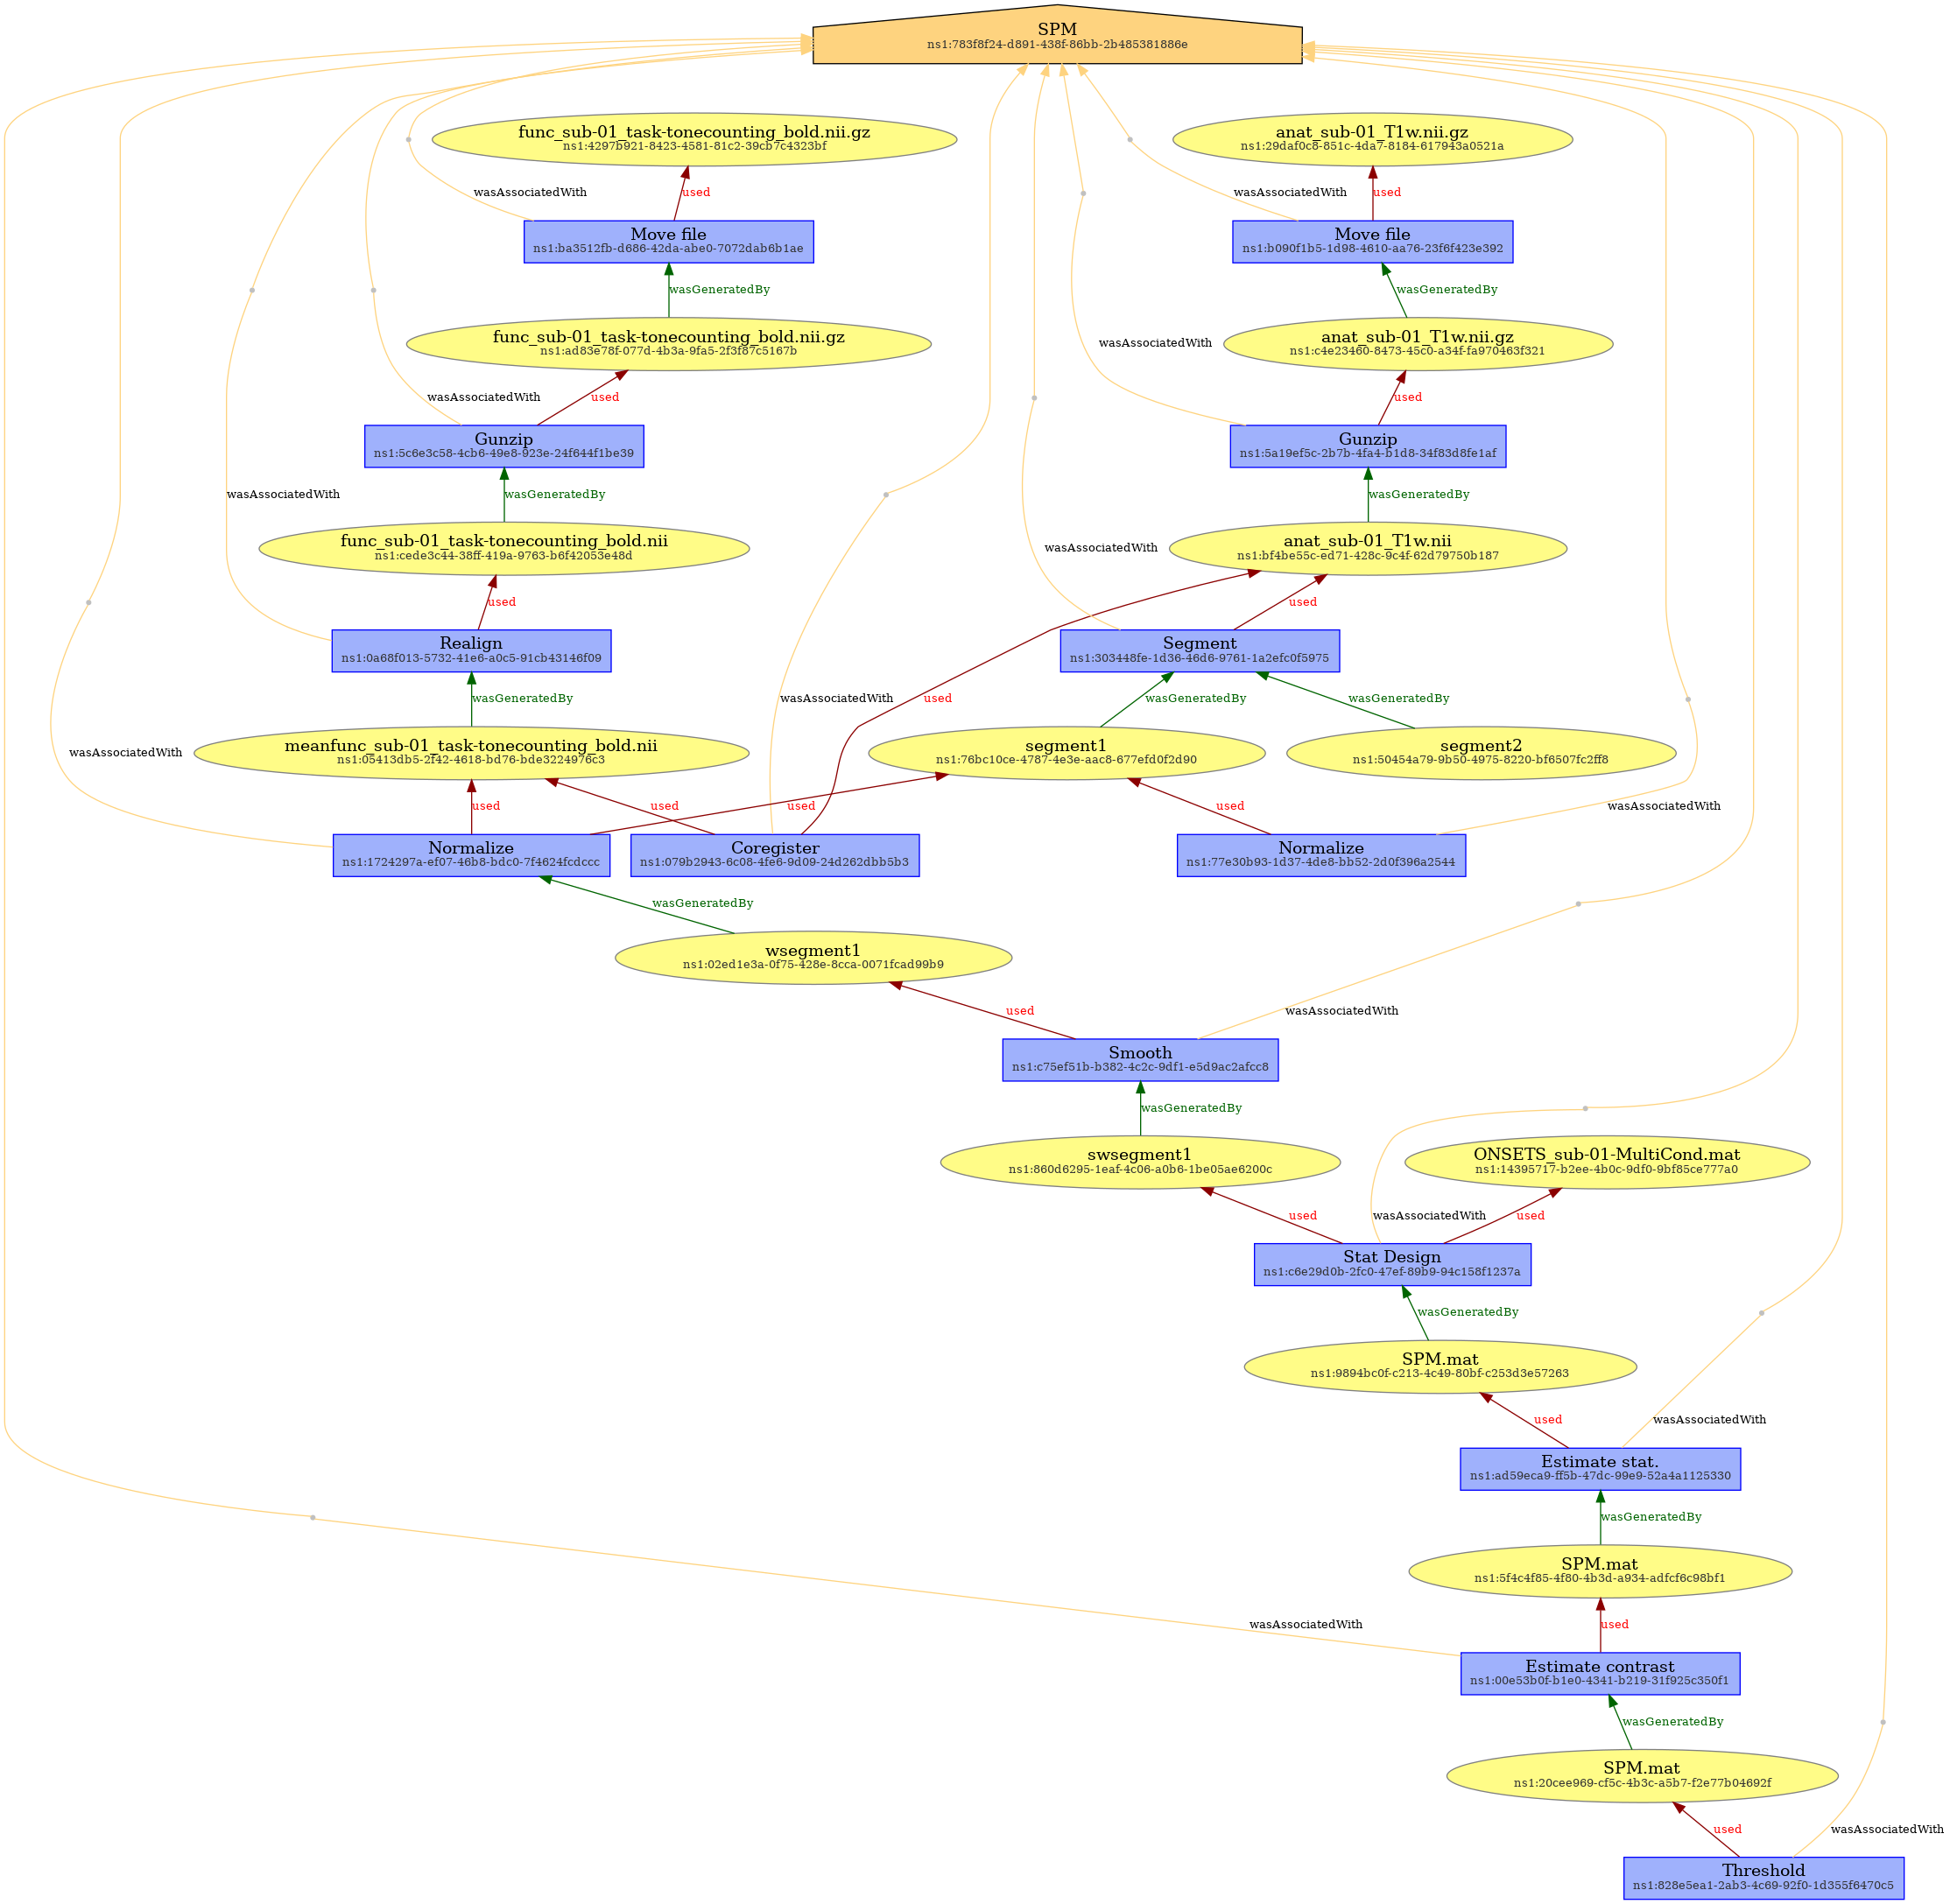 SPM
ns1:783f8f24-d891-438f-86bb-2b485381886e
func_sub-01_task-tonecounting_bold.nii.gz
ns1:4297b921-8423-4581-81c2-39cb7c4323bf
anat_sub-01_T1w.nii.gz
ns1:29daf0c8-851c-4da7-8184-617943a0521a
wasAssociatedWith
used
wasAssociatedWith
used
Move file
ns1:ba3512fb-d686-42da-abe0-7072dab6b1ae
Move file
ns1:b090f1b5-1d98-4610-aa76-23f6f423e392
wasGeneratedBy
wasGeneratedBy
func_sub-01_task-tonecounting_bold.nii.gz
ns1:ad83e78f-077d-4b3a-9fa5-2f3f87c5167b
wasAssociatedWith
anat_sub-01_T1w.nii.gz
ns1:c4e23460-8473-45c0-a34f-fa970463f321
wasAssociatedWith
used
used
Gunzip
ns1:5c6e3c58-4cb6-49e8-923e-24f644f1be39
Gunzip
ns1:5a19ef5c-2b7b-4fa4-b1d8-34f83d8fe1af
wasAssociatedWith
wasGeneratedBy
wasGeneratedBy
func_sub-01_task-tonecounting_bold.nii
ns1:cede3c44-38ff-419a-9763-b6f42053e48d
wasAssociatedWith
anat_sub-01_T1w.nii
ns1:bf4be55c-ed71-428c-9c4f-62d79750b187
used
used
Realign
ns1:0a68f013-5732-41e6-a0c5-91cb43146f09
Segment
ns1:303448fe-1d36-46d6-9761-1a2efc0f5975
wasGeneratedBy
wasAssociatedWith
used
wasGeneratedBy
wasGeneratedBy
wasAssociatedWith
meanfunc_sub-01_task-tonecounting_bold.nii
ns1:05413db5-2f42-4618-bd76-bde3224976c3
segment1
ns1:76bc10ce-4787-4e3e-aac8-677efd0f2d90
segment2
ns1:50454a79-9b50-4975-8220-bf6507fc2ff8
used
used
used
used
wasAssociatedWith
Normalize
ns1:1724297a-ef07-46b8-bdc0-7f4624fcdccc
Coregister
ns1:079b2943-6c08-4fe6-9d09-24d262dbb5b3
Normalize
ns1:77e30b93-1d37-4de8-bb52-2d0f396a2544
wasGeneratedBy
wsegment1
ns1:02ed1e3a-0f75-428e-8cca-0071fcad99b9
used
wasAssociatedWith
Smooth
ns1:c75ef51b-b382-4c2c-9df1-e5d9ac2afcc8
wasGeneratedBy
swsegment1
ns1:860d6295-1eaf-4c06-a0b6-1be05ae6200c
ONSETS_sub-01-MultiCond.mat
ns1:14395717-b2ee-4b0c-9df0-9bf85ce777a0
used
wasAssociatedWith
used
Stat Design
ns1:c6e29d0b-2fc0-47ef-89b9-94c158f1237a
wasGeneratedBy
SPM.mat
ns1:9894bc0f-c213-4c49-80bf-c253d3e57263
used
wasAssociatedWith
Estimate stat.
ns1:ad59eca9-ff5b-47dc-99e9-52a4a1125330
wasGeneratedBy
SPM.mat
ns1:5f4c4f85-4f80-4b3d-a934-adfcf6c98bf1
wasAssociatedWith
used
Estimate contrast
ns1:00e53b0f-b1e0-4341-b219-31f925c350f1
wasGeneratedBy
SPM.mat
ns1:20cee969-cf5c-4b3c-a5b7-f2e77b04692f
used
wasAssociatedWith
Threshold
ns1:828e5ea1-2ab3-4c69-92f0-1d355f6470c5